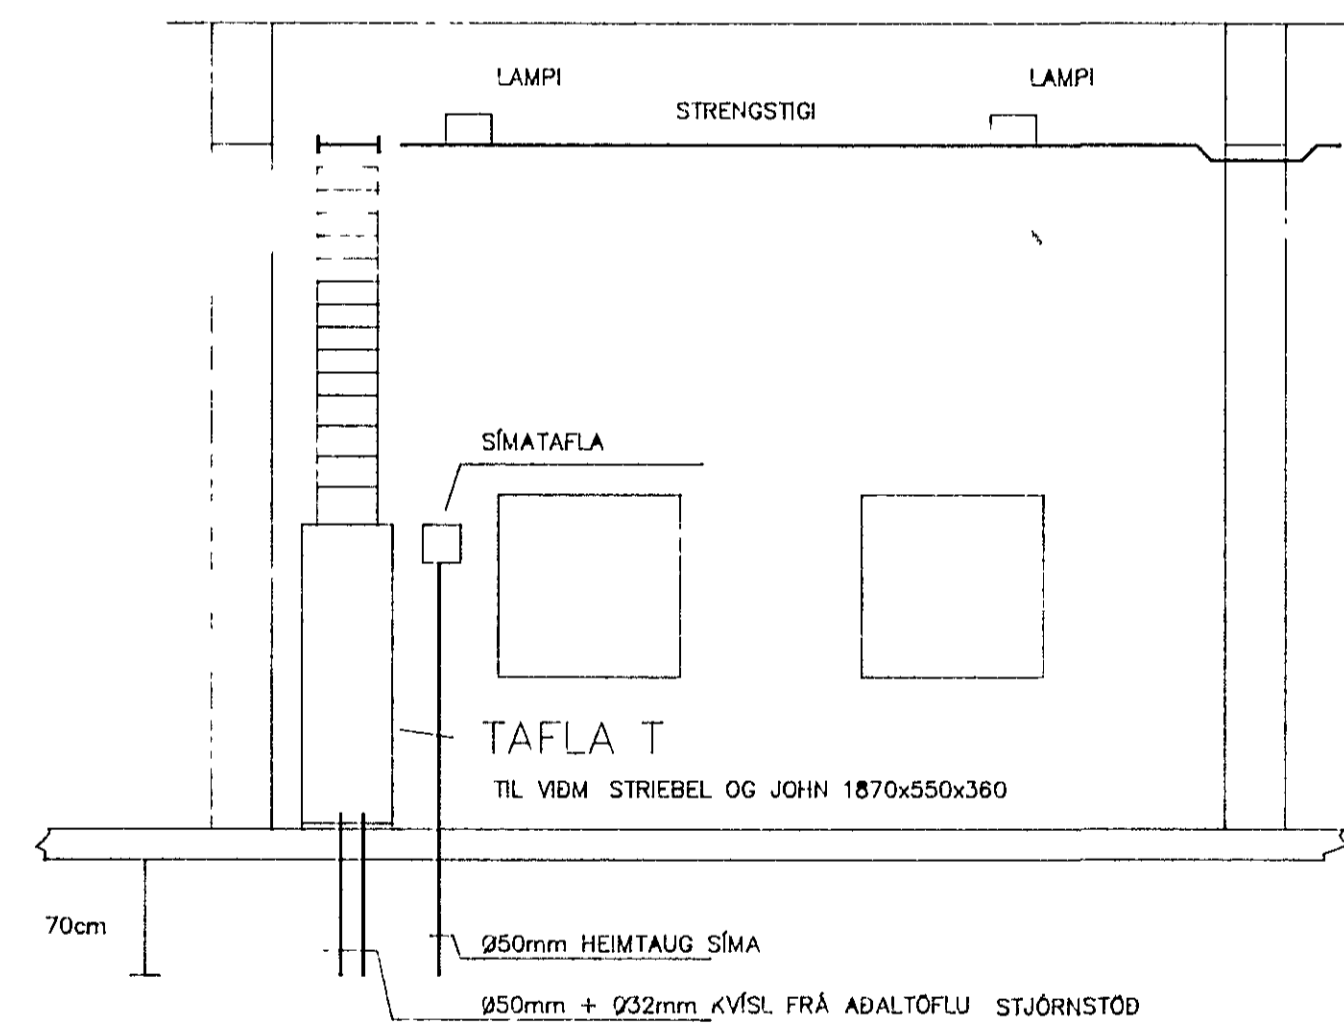 LAMPI
LAMPI
STRENGSTIGI
SÍMATAFLA
TAFLA T
TIL VIÐM STRIEBEL OG JOHN 1870x550x360
70cm
Ø50mm HEIMTAUG SÍMA
Ø50mm + Ø32mm KVÍSL FRÁ AÐALTÖFLU STJÓRNSTÖÐ